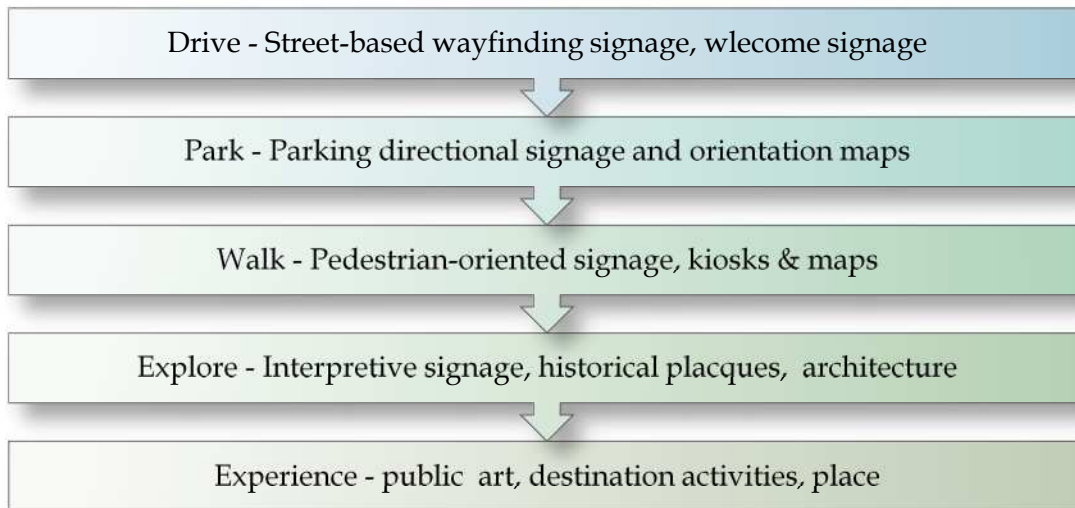 Drive - Street-based wayfinding signage, wlecome signage
Park - Parking directional signage and orientation maps
Walk - Pedestrian-oriented signage, kiosks & maps
Explore - Interpretive signage, historical placques, architecture
Experience - public art, destination activities, place